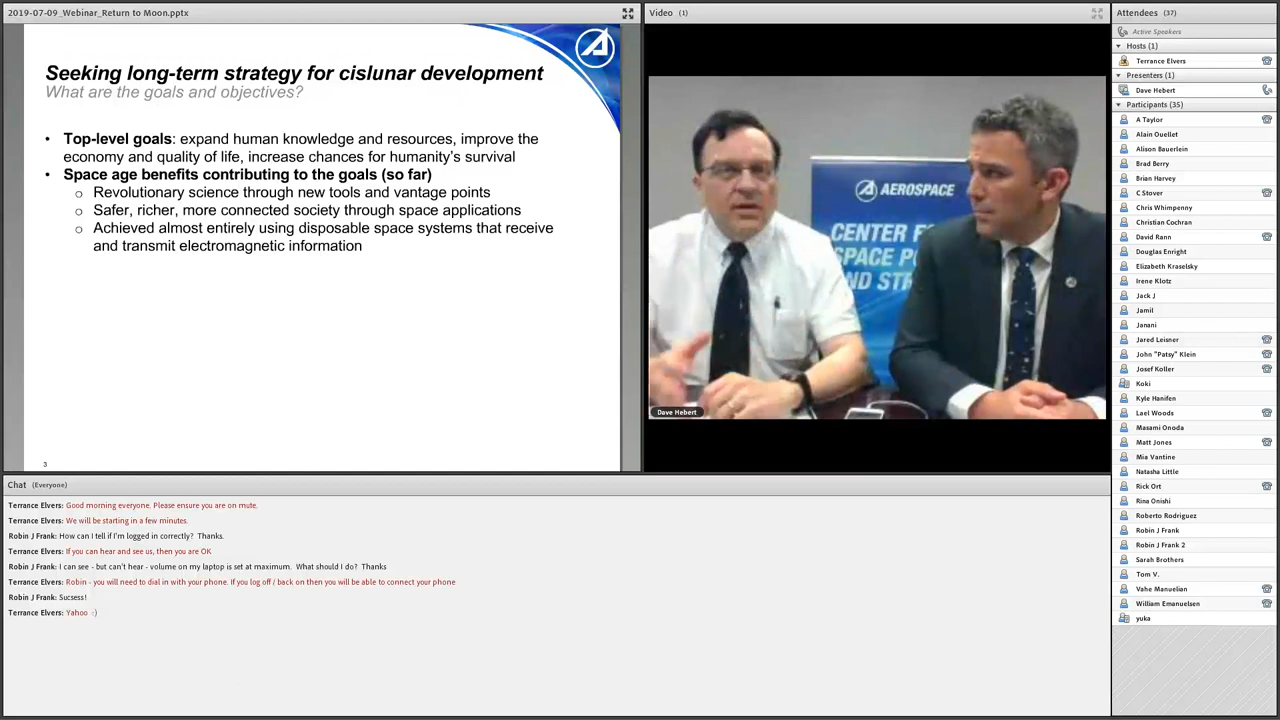 2019-07-09_Webinar_Return to Moon.pptx
Seeking long-term strategy for cislunar development
What are the goals and objectives?
• Top-level goals: expand human knowledge and resources, improve the
economy and quality of life, increase chances for humanity's survival
• Space age benefits contributing to the goals (so far)
o Revolutionary science through new tools and vantage points
o Safer, richer, more connected society through space applications
o Achieved almost entirely using disposable space systems that receive
and transmit electromagnetic information
3
Video (1)
AEROSPACE
CENTER F
SPACE PO
ND STR
Dave Hebert
Chat (Everyone)
Terrance Elvers: Good morning everyone. Please ensure you are on mute.
Terrance Elvers: We will be starting in a few minutes.
Robin J Frank: How can I tell if I'm logged in correctly? Thanks.
Terrance Elvers: If you can hear and see us, then you are OK
Robin J Frank: I can see - but can't hear - volume on my laptop is set at maximum. What should I do? Thanks
Terrance Elvers: Robin - you will need to dial in with your phone. If you log off / back on then you will be able to connect your phone
Robin J Frank: Sucsess!
Terrance Elvers: Yahoo :)
Attendees (37)
Active Speakers
Hosts (1)
Terrance Elvers
Presenters (1)
Dave Hebert
Participants (35)
A Taylor
Alain Ouellet
Alison Bauerlein
Brad Berry
Brian Harvey
C Stover
Chris Whimpenny
Christian Cochran
David Rann
Douglas Enright
Elizabeth Kraselsky
Irene Klotz
Jack J
Jamil
Janani
Jared Leisner
John "Patsy" Klein
Josef Koller
Koki
Kyle Hanifen
Lael Woods
Masami Onoda
Matt Jones
Mia Vantine
Natasha Little
Rick Ort
Rina Onishi
Roberto Rodriguez
Robin J Frank
Robin J Frank 2
Sarah Brothers
Tom V.
Vahe Manuelian
William Emanuelsen
yuka